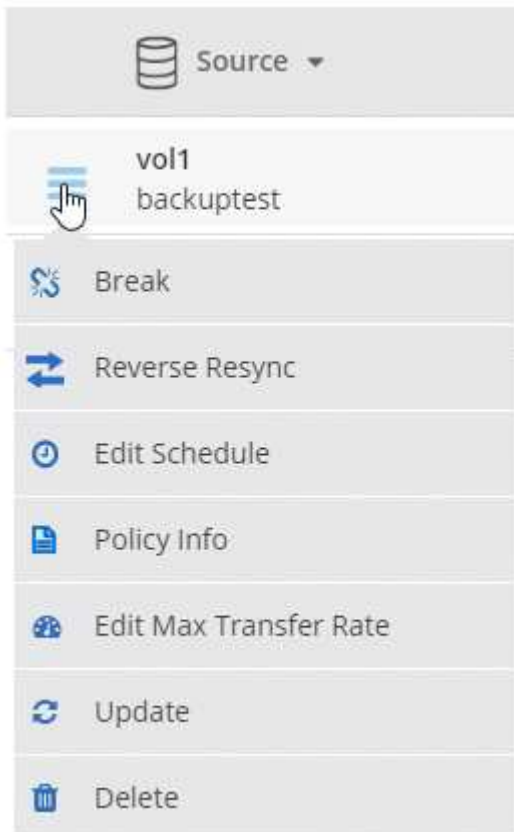 Source
vol1
backuptest
Break
Reverse Resync
Edit Schedule
Policy Info
Edit Max Transfer Rate
Update
Delete